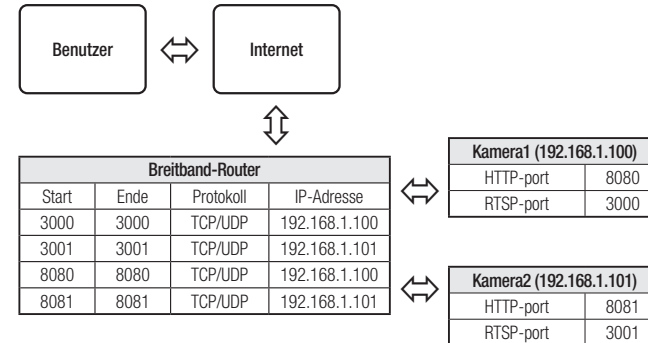 Benutzer
Internet
Breitband-Router
Start Ende Protokoll IP-Adresse
3000 3000 TCP/UDP 192.168.1.100
3001 3001 TCP/UDP 192.168.1.101
8080 8080 TCP/UDP 192.168.1.100
8081 8081 TCP/UDP 192.168.1.101
Kamera1 (192.168.1.100)
HTTP-port 8080
RTSP-port 3000
Kamera2 (192.168.1.101)
HTTP-port 8081
RTSP-port 3001